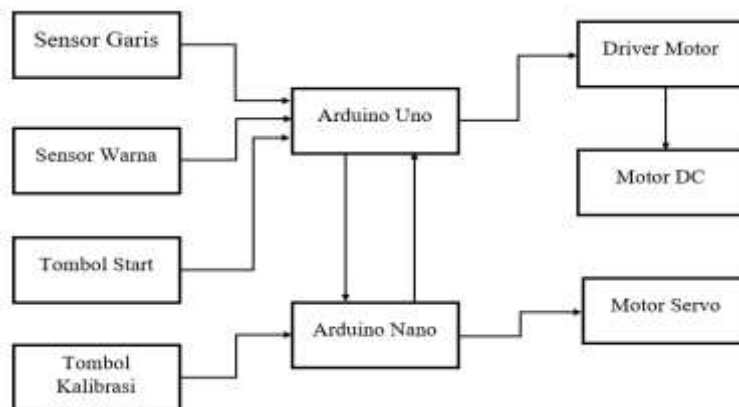 Sensor Garis
Driver Motor
Arduino Uno
Sensor Warna
Motor DC
Tombol Start
Arduino Nano
Motor Servo
Tombol
Kalibrasi